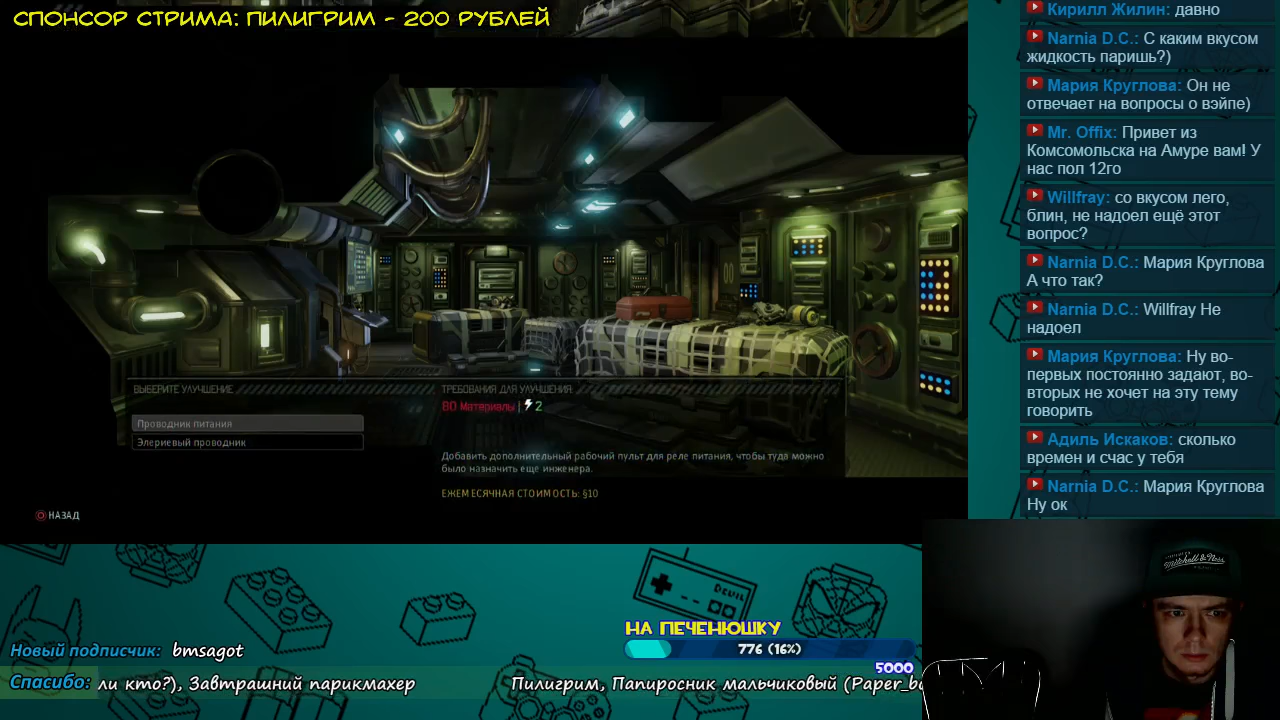 СПОНСОР СТРИМА: ПИЛИГРИМ - 200 РУБЛЕЙ
ВЫБЕРИТЕ УЛУЧШЕНИЕ
Проводник питания
Элериевый проводник
ТРЕБОВАНИЯ ДЛЯ УЛУЧШЕНИЯ:
80 Материалы | 2
Добавить дополнительный рабочий пульт для реле питания, чтобы туда можно
было назначить еще инженера.
ЕЖЕМЕСЯЧНАЯ СТОИМОСТЬ: §10
НАЗАД
Кирилл Жилин: давно
Narnia D.C.: С каким вкусом
жидкость паришь?)
Мария Круглова: Он не
отвечает на вопросы о вэйпе)
Mr. Offix: Привет из
Комсомольска на Амуре вам! У
нас пол 12го
Willfray: со вкусом лего,
блин, не надоел ещё этот
вопрос?
Narnia D.C.: Мария Круглова
А что так?
Narnia D.C.: Willfray Не
надоел
Мария Круглова: Ну во-
первых постоянно задают, во-
вторых не хочет на эту тему
говорить
Адиль Искаков: сколько
времен и счас у тебя
Narnia D.C.: Мария Круглова
Ну ок
DEVIL
Mitchell & Ness
НА ПЕЧЕНЮШКУ
776 (16%)
5000
Новый подписчик: bmsagot
Спасибо: ли кто?), Завтрашний парикмахер
Пилигрим, Папиросник мальчиковый (Paper_bo